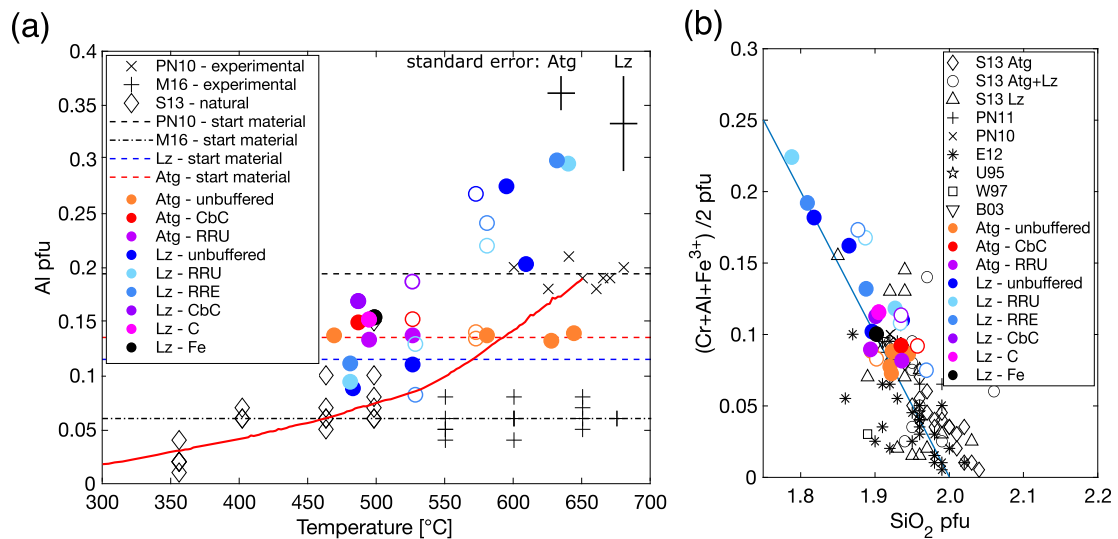 (a)
0.4
0.35
0.3
0.25
0.2
0.15
0.1
0.05
0
Al pfu
300
350
400
450
500
550
600
650
700
Temperature [°C]
PN10 - experimental
M16 - experimental
S13 - natural
PN10 - start material
M16 - start material
Lz - start material
Atg - start material
Atg - unbuffered
Atg - CbC
Atg - RRU
Lz - unbuffered
Lz - RRU
Lz - RRE
Lz - CbC
Lz - C
Lz - Fe
standard error: Atg Lz
(b)
0.3
0.25
0.2
0.15
0.1
0.05
0
(Cr+Al+Fe³⁺) /2 pfu
1.8
1.9
2.0
2.1
2.2
SiO₂ pfu
S13 Atg
S13 Atg+Lz
S13 Lz
PN11
PN10
E12
U95
W97
B03
Atg - unbuffered
Atg - CbC
Atg - RRU
Lz - unbuffered
Lz - RRU
Lz - RRE
Lz - CbC
Lz - C
Lz - Fe